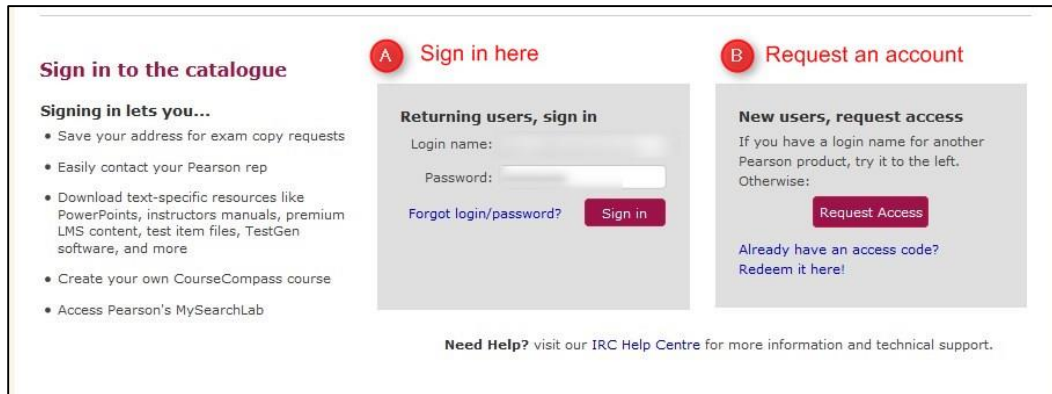 Sign in to the catalogue
Signing in lets you...
• Save your address for exam copy requests
• Easily contact your Pearson rep
• Download text-specific resources like
PowerPoints, instructors manuals, premium
LMS content, test item files, TestGen
software, and more
• Create your own CourseCompass course
• Access Pearson's MySearchLab
A Sign in here
Returning users, sign in
Login name:
Password:
Forgot login/password? Sign in
B Request an account
New users, request access
If you have a login name for another
Pearson product, try it to the left.
Otherwise:
Request Access
Already have an access code?
Redeem it here!
Need Help? visit our IRC Help Centre for more information and technical support.